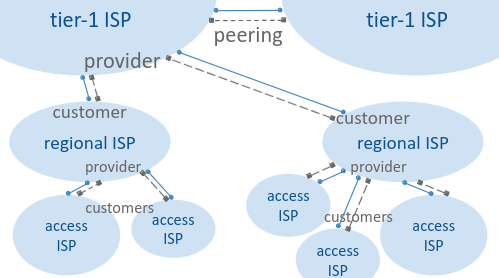 tier-1 ISP
tier-1 ISP
peering
provider
customer
customer
regional ISP
regional ISP
provider
provider
customers
customers
access
ISP
access
ISP
access
ISP
access
ISP
access
ISP